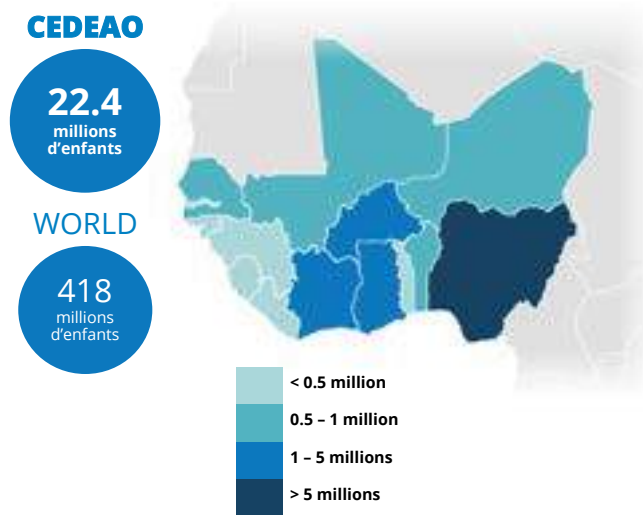 CEDEAO
22.4
millions
d'enfants
WORLD
418
millions
d'enfants
< 0.5 million
0.5 – 1 million
1 – 5 millions
> 5 millions